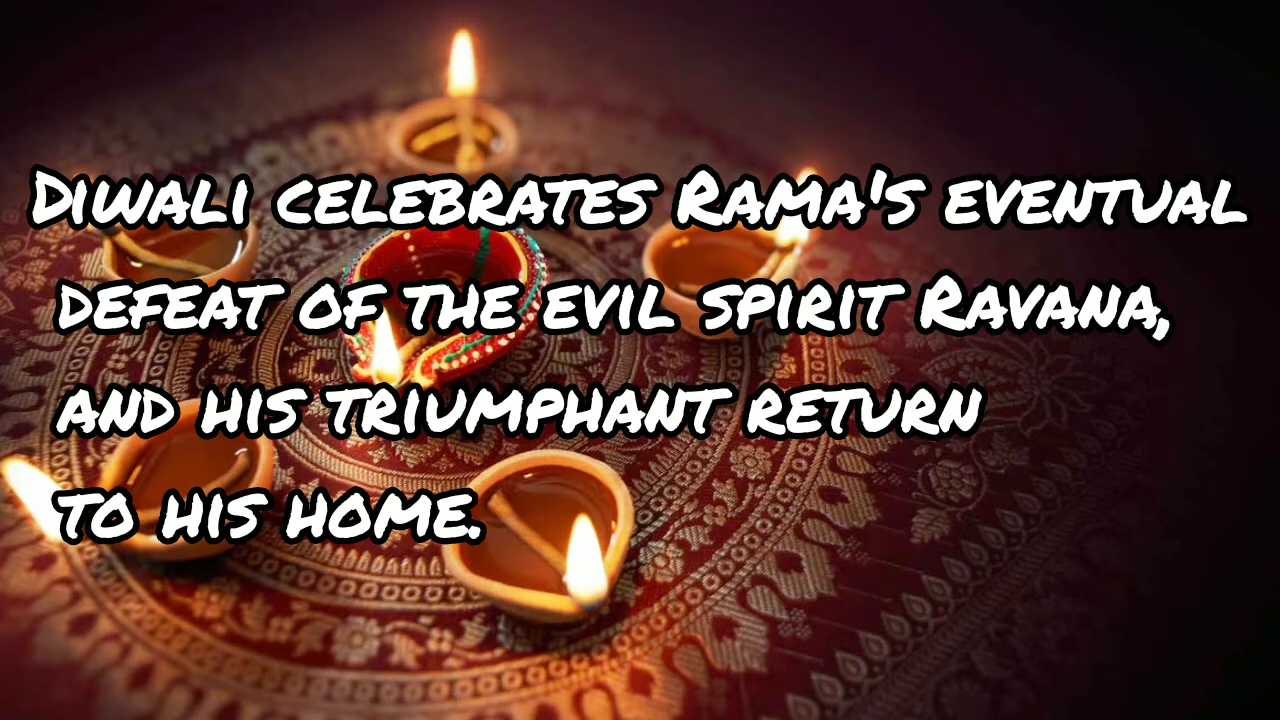 Diwali celebrates Rama's eventual
defeat of the evil spirit Ravana,
and his triumphant return
to his home.